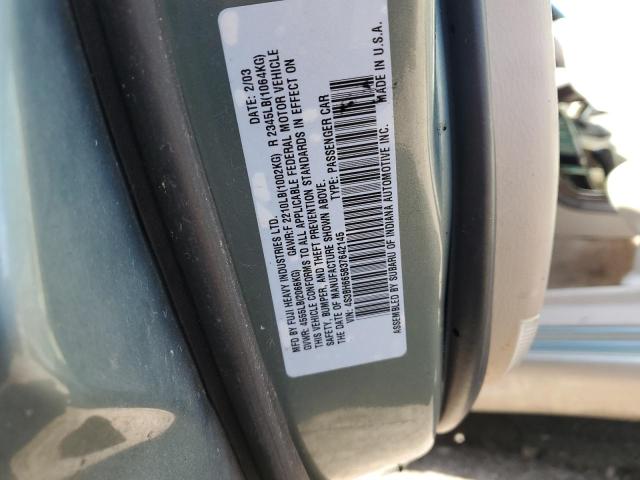 MFD BY FUJI HEAVY INDUSTRIES LTD. DATE: 2/03
GVWR: 4555LB(2066KG) GAWR:F 2210LB(1002KG) R 2345LB(1064KG)
THIS VEHICLE CONFORMS TO ALL APPLICABLE FEDERAL MOTOR VEHICLE
SAFETY, BUMPER, AND THEFT PREVENTION STANDARDS IN EFFECT ON
THE DATE OF MANUFACTURE SHOWN ABOVE.
VIN: 4S3BH665837642145 TYPE: PASSENGER CAR
ASSEMBLED BY SUBARU OF INDIANA AUTOMOTIVE INC. MADE IN U.S.A.